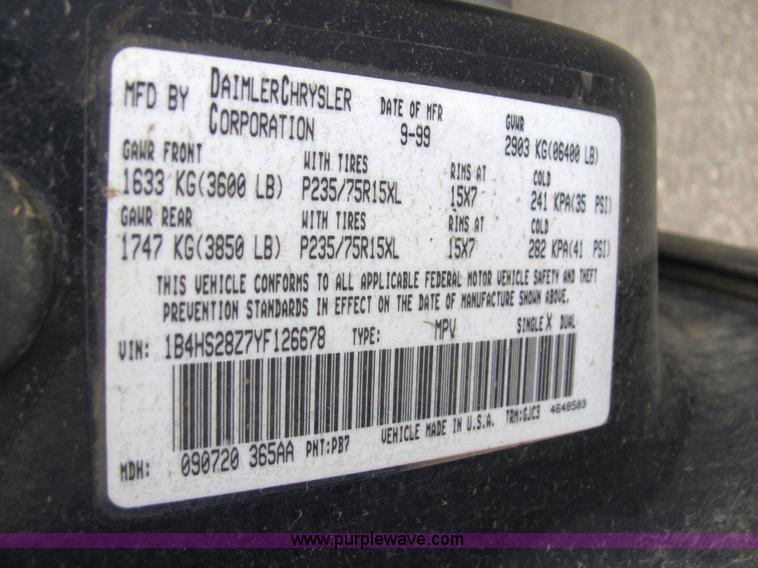 MFD BY DAIMLERCHRYSLER CORPORATION DATE OF MFR 9-99 GVWR 2903 KG(06400 LB)
GAWR FRONT WITH TIRES RIMS AT COLD
1633 KG(3600 LB) P235/75R15XL 15X7 241 KPA(35 PSI)
GAWR REAR WITH TIRES RIMS AT COLD
1747 KG(3850 LB) P235/75R15XL 15X7 282 KPA(41 PSI)
THIS VEHICLE CONFORMS TO ALL APPLICABLE FEDERAL MOTOR VEHICLE SAFETY AND THEFT
PREVENTION STANDARDS IN EFFECT ON THE DATE OF MANUFACTURE SHOWN ABOVE.
VIN: 1B4HS28Z7YF126678 TYPE: MPV SINGLE X DUAL
MDH: 090720 365AA PNT:PB7 VEHICLE MADE IN U.S.A. TRM:GJC3 4648503
www.purplewave.com